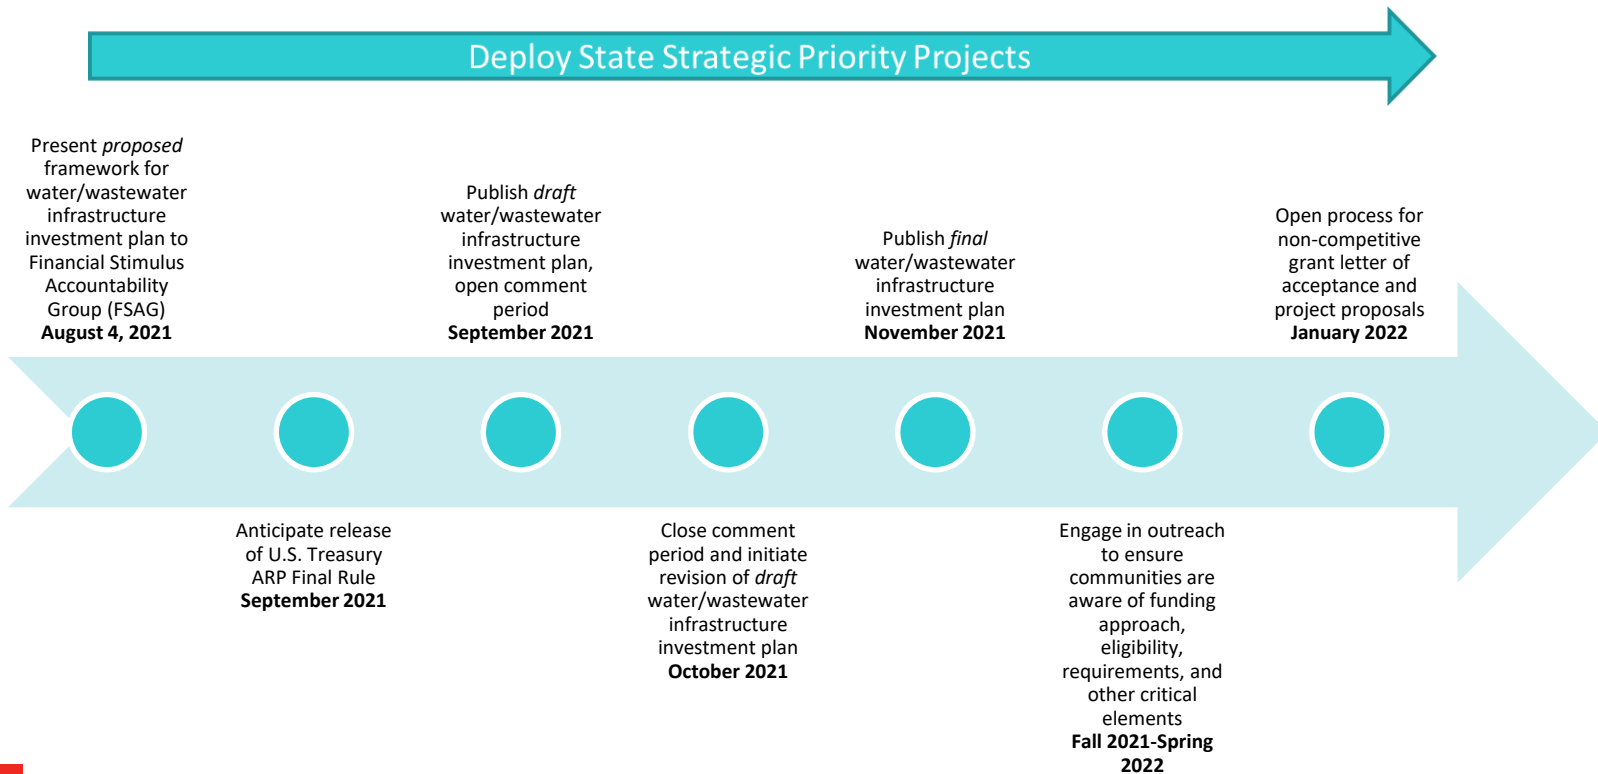 Deploy State Strategic Priority Projects
Present proposed
framework for
water/wastewater
infrastructure
investment plan to
Financial Stimulus
Accountability
Group (FSAG)
August 4, 2021
Anticipate release
of U.S. Treasury
ARP Final Rule
September 2021
Publish draft
water/wastewater
infrastructure
investment plan,
open comment
period
September 2021
Close comment
period and initiate
revision of draft
water/wastewater
infrastructure
investment plan
October 2021
Publish final
water/wastewater
infrastructure
investment plan
November 2021
Engage in outreach
to ensure
communities are
aware of funding
approach,
eligibility,
requirements, and
other critical
elements
Fall 2021-Spring
2022
Open process for
non-competitive
grant letter of
acceptance and
project proposals
January 2022